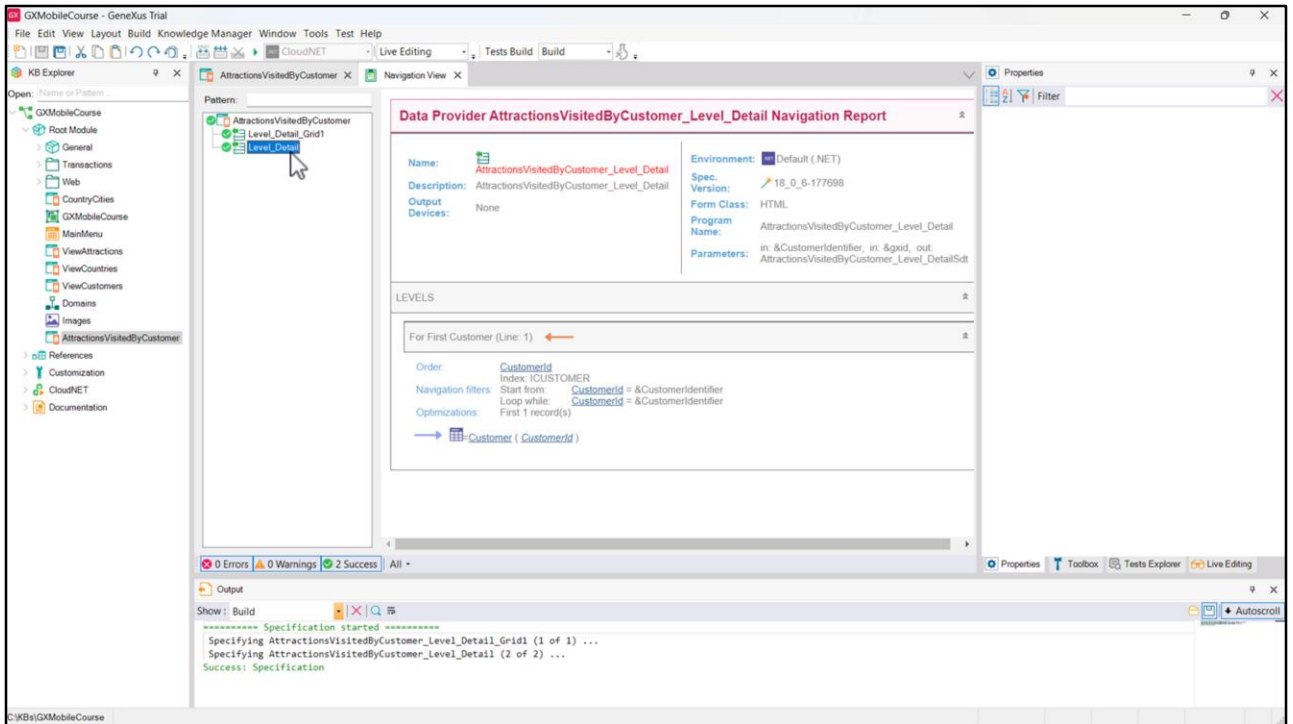 GX GXMobileCourse - GeneXus Trial
File Edit View Layout Build Knowledge Manager Window Tools Test Help
CloudNET Live Editing Tests Build Build
KB Explorer
Open: Name or Pattern...
GXMobileCourse
Root Module
General
Transactions
Web
CountryCities
GXMobileCourse
MainMenu
ViewAttractions
ViewCountries
ViewCustomers
Domains
Images
AttractionsVisitedByCustomer
References
Customization
CloudNET
Documentation
AttractionsVisitedByCustomer X Navigation View X
Pattern:
AttractionsVisitedByCustomer
Level_Detail_Grid1
Level_Detail
Data Provider AttractionsVisitedByCustomer_Level_Detail Navigation Report
Name: AttractionsVisitedByCustomer_Level_Detail
Description: AttractionsVisitedByCustomer_Level_Detail
Output Devices: None
Environment: Default (.NET)
Spec. Version: 18_0_6-177698
Form Class: HTML
Program Name: AttractionsVisitedByCustomer_Level_Detail
Parameters: in: &CustomerIdentifier, in: &gxid, out:
AttractionsVisitedByCustomer_Level_DetailSdt
LEVELS
For First Customer (Line: 1)
Order: CustomerId
Index: ICUSTOMER
Navigation filters: Start from: CustomerId = &CustomerIdentifier
Loop while: CustomerId = &CustomerIdentifier
Optimizations: First 1 record(s)
=Customer ( CustomerId )
0 Errors 0 Warnings 2 Success All
Properties
Filter
Properties Toolbox Tests Explorer Live Editing
Output
Show: Build
Autoscroll
========== Specification started ==========
Specifying AttractionsVisitedByCustomer_Level_Detail_Grid1 (1 of 1) ...
Specifying AttractionsVisitedByCustomer_Level_Detail (2 of 2) ...
Success: Specification
C:\KBs\GXMobileCourse